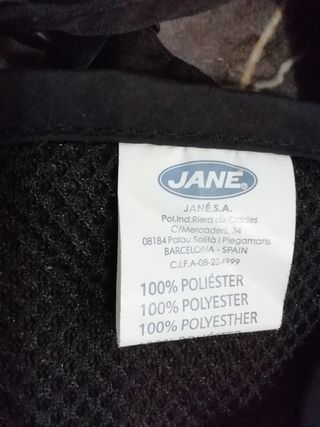 JANÉ®
JANÉ,S.A.
Pol.Ind.Riera de Caldes
C/Mercaders, 34
08184 Palau Solità i Plegamans
BARCELONA - SPAIN
C.I.F.A-08-234999
100% POLIÉSTER
100% POLYESTER
100% POLYESTHER